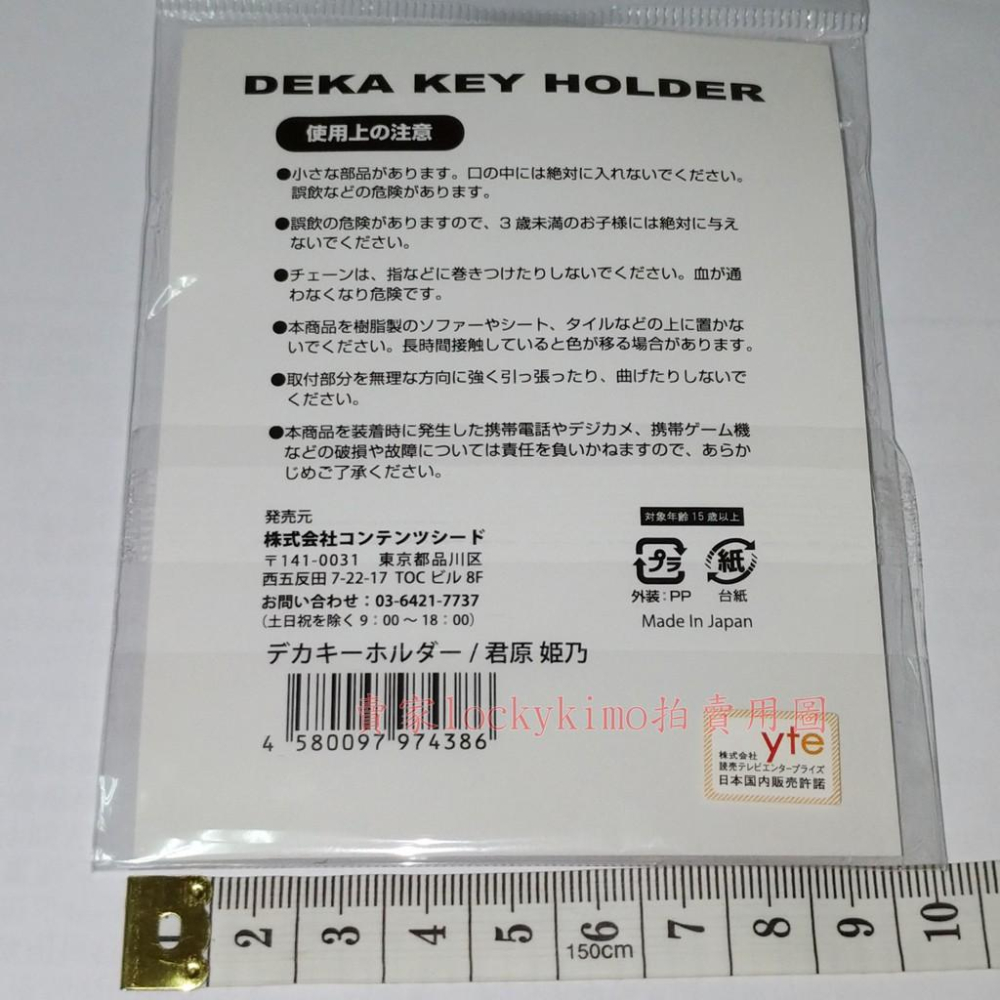 DEKA KEY HOLDER
使用上の注意
●小さな部品があります。口の中には絶対に入れないでください。
誤飲などの危険があります。
●誤飲の危険がありますので、3歳未満のお子様には絶対に与え
ないでください。
●チェーンは、指などに巻きつけたりしないでください。血が通
わなくなり危険です。
●本商品を樹脂製のソファーやシート、タイルなどの上に置かな
いでください。長時間接触していると色が移る場合があります。
●取付部分を無理な方向に強く引っ張ったり、曲げたりしないで
ください。
●本商品を装着時に発生した携帯電話やデジカメ、携帯ゲーム機
などの破損や故障については責任を負いかねますので、あらか
じめご了承ください。
発売元
株式会社コンテンツシード
〒141-0031 東京都品川区
西五反田 7-22-17 TOC ビル 8F
お問い合わせ：03-6421-7737
(土日祝を除く 9：00 ～ 18：00)
対象年齢15歳以上
プラ 紙
外装：PP 台紙
Made In Japan
デカキーホルダー / 君原 姫乃
賣家lockykimo拍賣用圖
4 580097 974386
yte
株式会社
読売テレビエンタープライズ
日本国内販売許諾
2 3 4 5 6 7 8 9 10
150cm